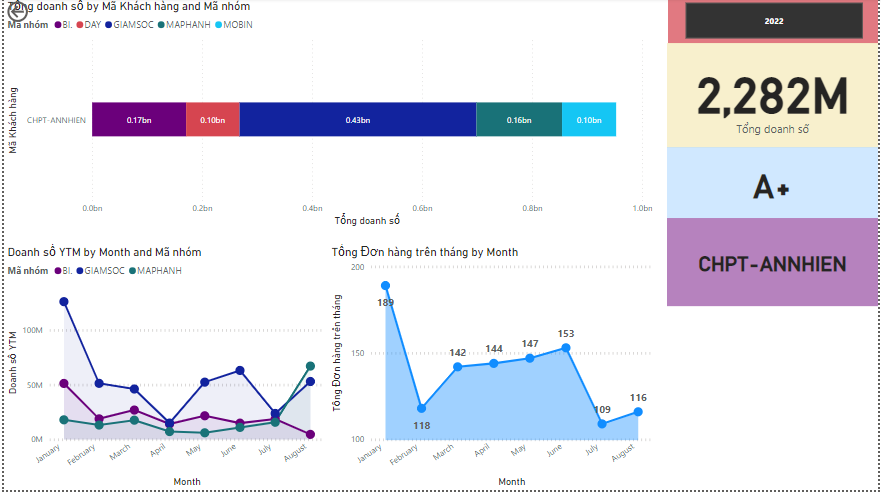 Tổng doanh số by Mã Khách hàng and Mã nhóm
Mã nhóm BI. DAY GIAMSOC MAPHANH MOBIN
Mã Khách hàng
CHPT-ANNHIEN
0.17bn 0.10bn 0.43bn 0.16bn 0.10bn
0.0bn 0.2bn 0.4bn 0.6bn 0.8bn 1.0bn
Tổng doanh số
2022
2,282M
Tổng doanh số
A+
CHPT-ANNHIEN
Doanh số YTM by Month and Mã nhóm
Mã nhóm BI. GIAMSOC MAPHANH
Doanh số YTM
100M
50M
0M
January February March April May June July August
Month
Tổng Đơn hàng trên tháng by Month
Tổng Đơn hàng trên tháng
200
150
100
189 118 142 144 147 153 109 116
January February March April May June July August
Month